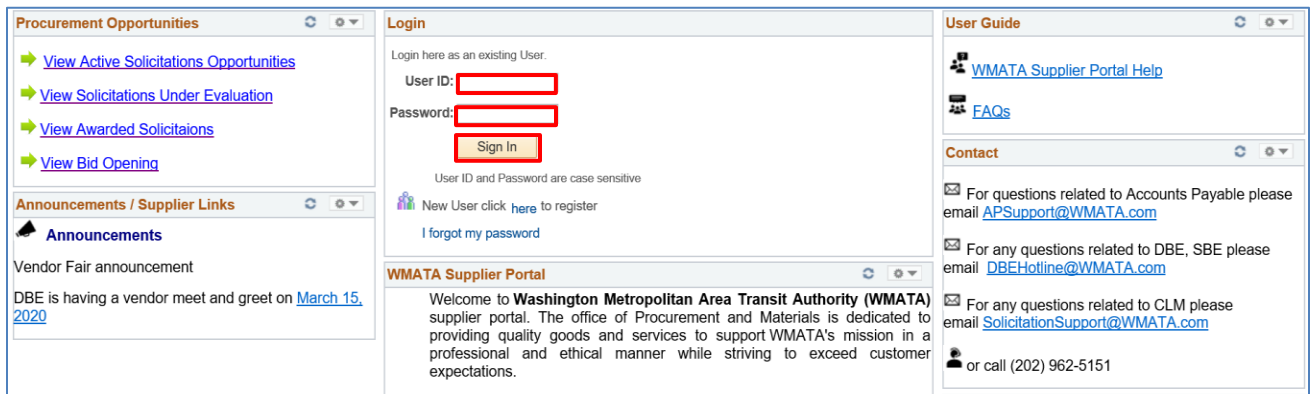 Procurement Opportunities
View Active Solicitations Opportunities
View Solicitations Under Evaluation
View Awarded Solicitaions
View Bid Opening
Announcements / Supplier Links
Announcements
Vendor Fair announcement
DBE is having a vendor meet and greet on March 15,
2020
Login
Login here as an existing User.
User ID:
Password:
Sign In
User ID and Password are case sensitive
New User click here to register
I forgot my password
WMATA Supplier Portal
Welcome to Washington Metropolitan Area Transit Authority (WMATA)
supplier portal. The office of Procurement and Materials is dedicated to
providing quality goods and services to support WMATA's mission in a
professional and ethical manner while striving to exceed customer
expectations.
User Guide
WMATA Supplier Portal Help
FAQs
Contact
For questions related to Accounts Payable please
email APSupport@WMATA.com
For any questions related to DBE, SBE please
email DBEHotline@WMATA.com
For any questions related to CLM please
email SolicitationSupport@WMATA.com
or call (202) 962-5151